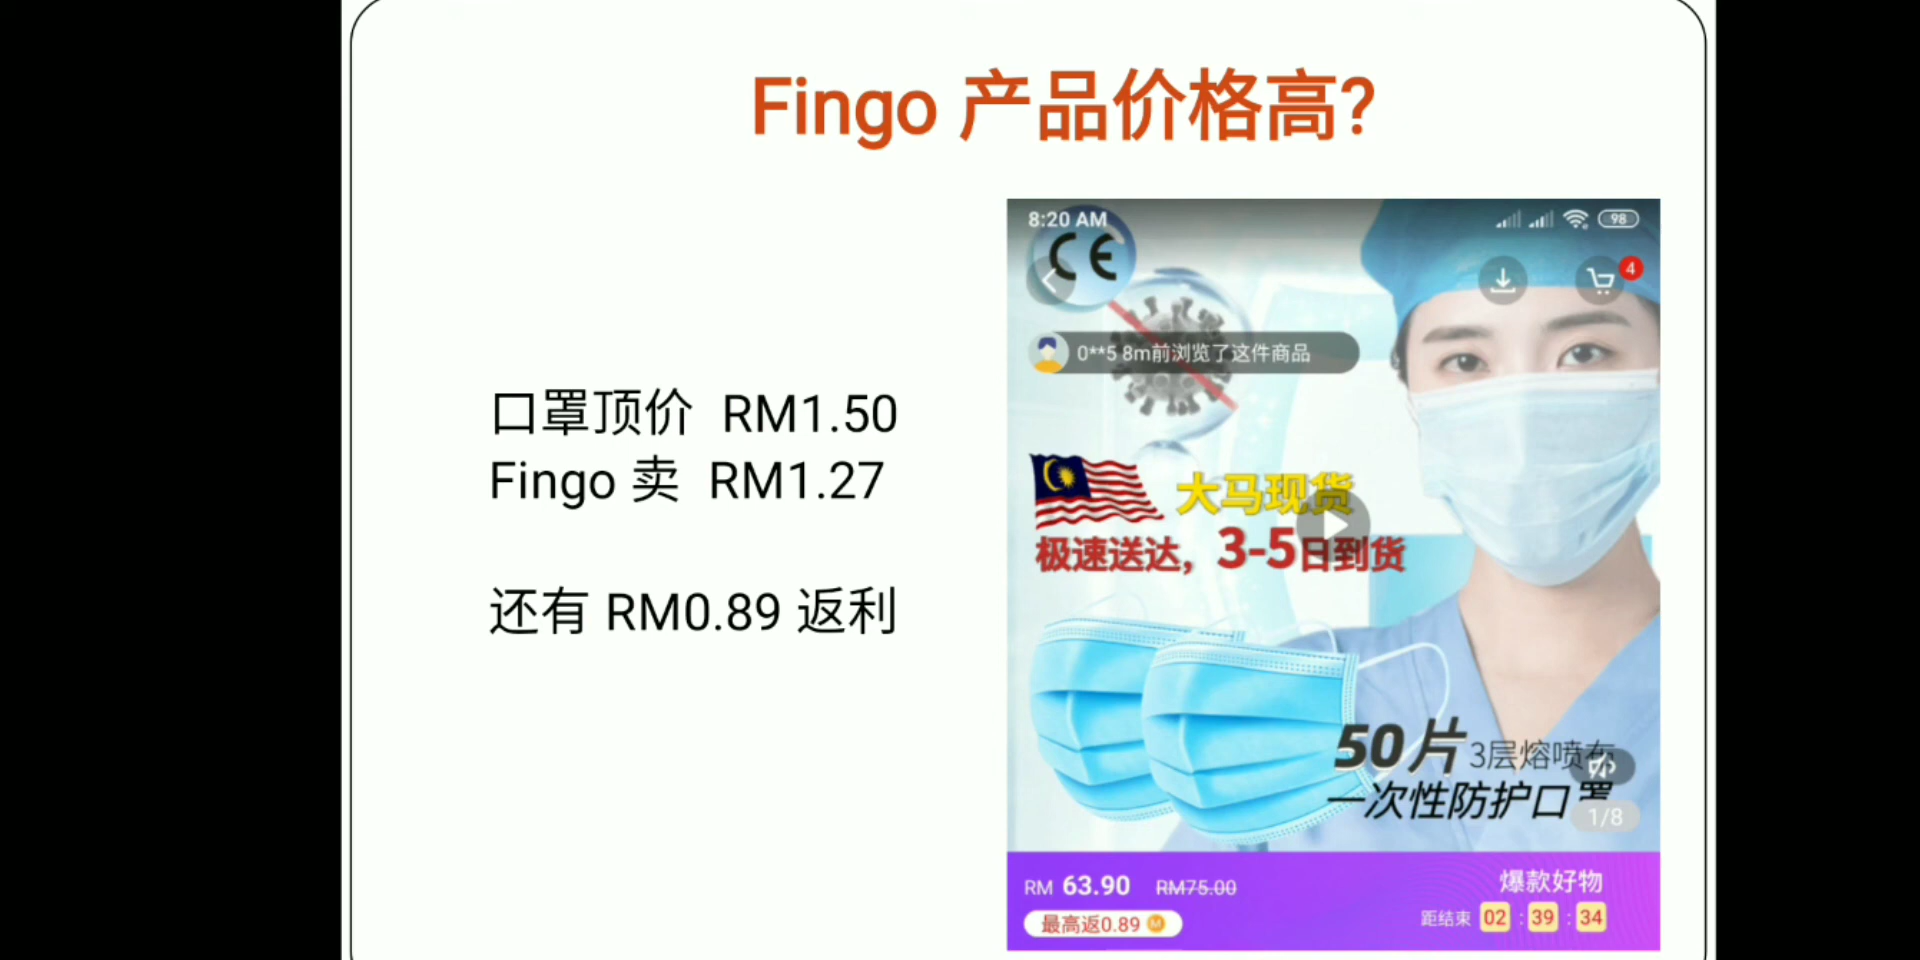 Fingo 产品价格高?
口罩顶价 RM1.50
Fingo 卖 RM1.27
还有 RM0.89 返利
8:20 AM
98
CE
4
0**5 8m前浏览了这件商品
大马现货
极速送达，3-5日到货
50片 3层熔喷布
一次性防护口罩
1/8
RM 63.90 RM75.00
爆款好物
最高返0.89 M
距结束 02 : 39 : 34